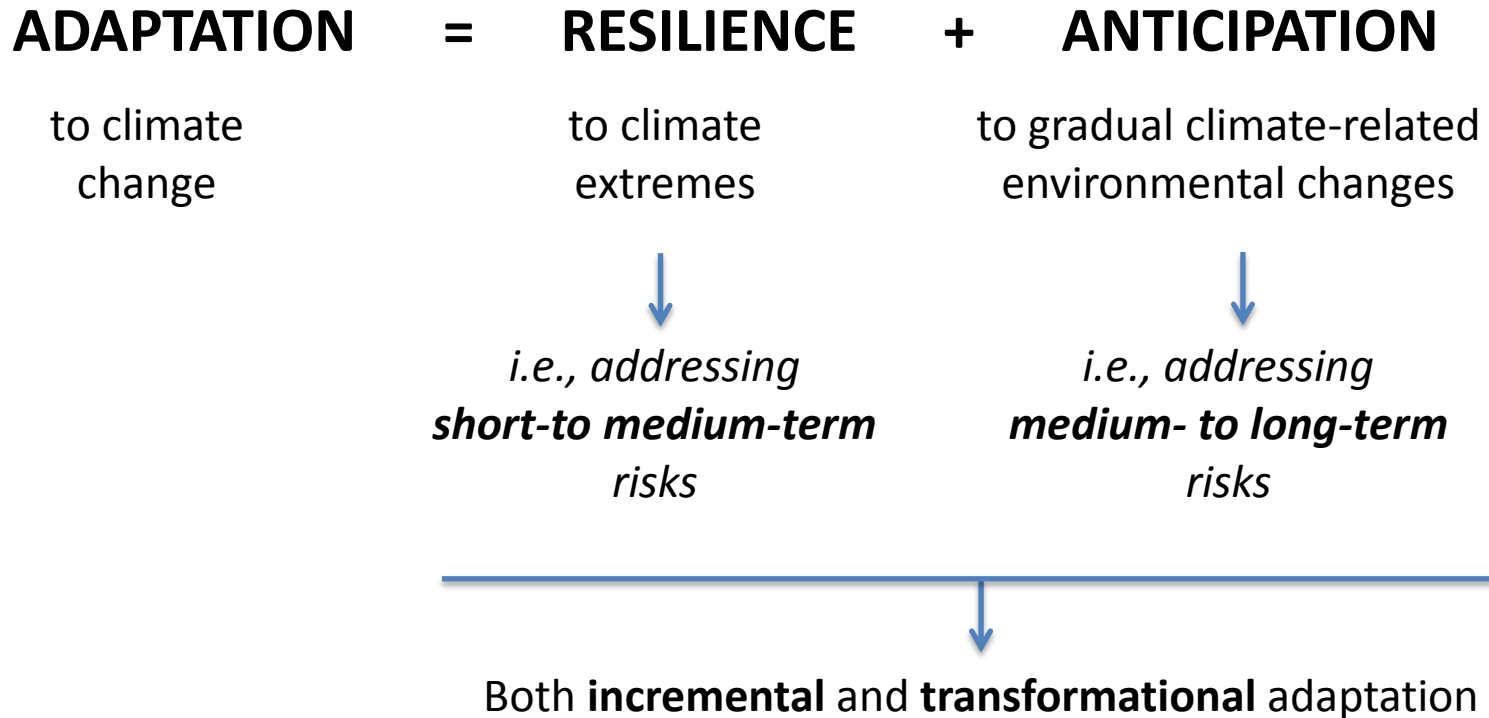 ADAPTATION = RESILIENCE + ANTICIPATION
to climate
change
to climate
extremes
to gradual climate-related
environmental changes
i.e., addressing
short-to medium-term
risks
i.e., addressing
medium- to long-term
risks
Both incremental and transformational adaptation